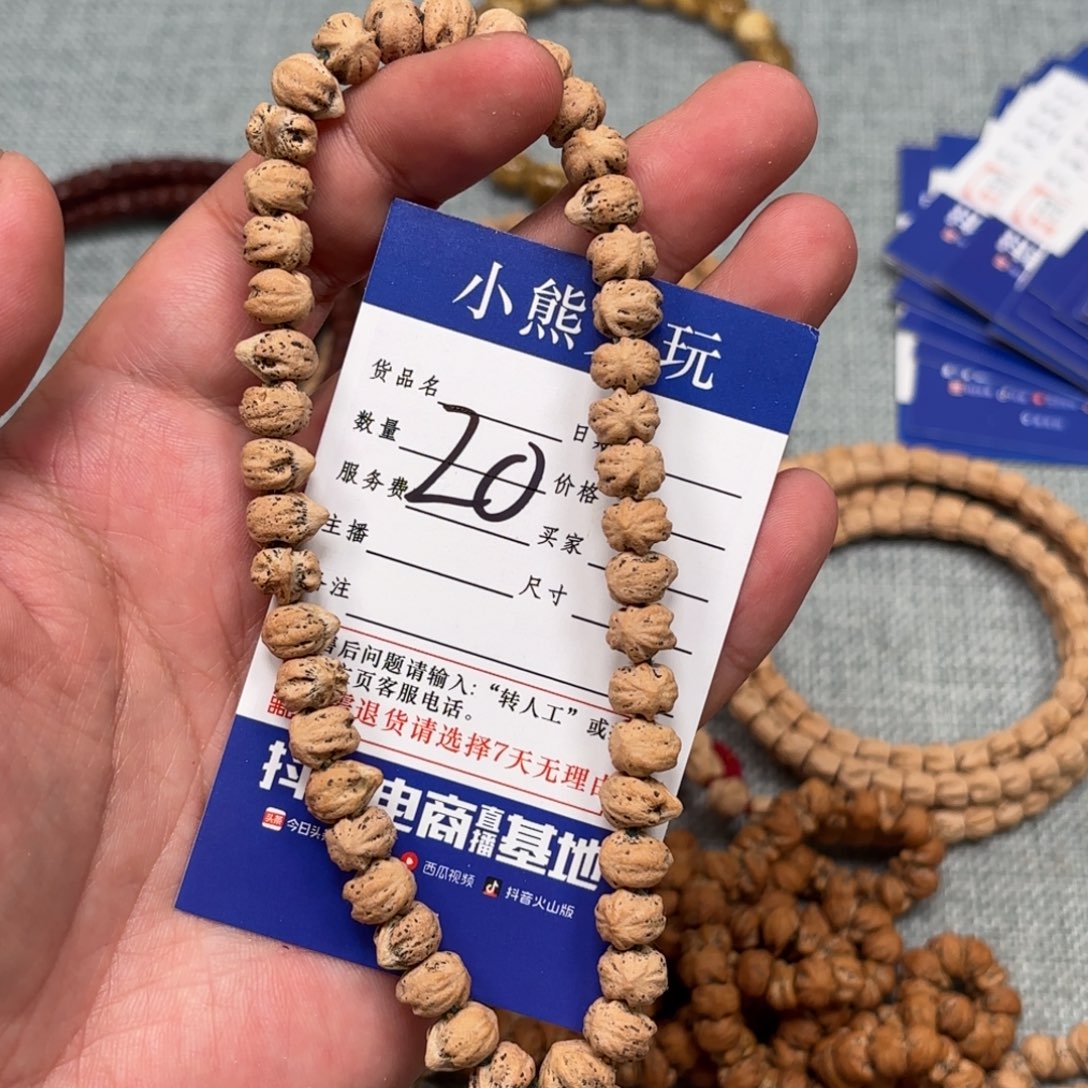 小熊 玩
货品名 日
数量 20 价格
服务费 买家
主播 尺寸
注
后问题请输入：“转人工”或
页客服电话。
退货请选择7天无理由
抖 电商直播基地
头条 今日头 西瓜视频 抖音火山版